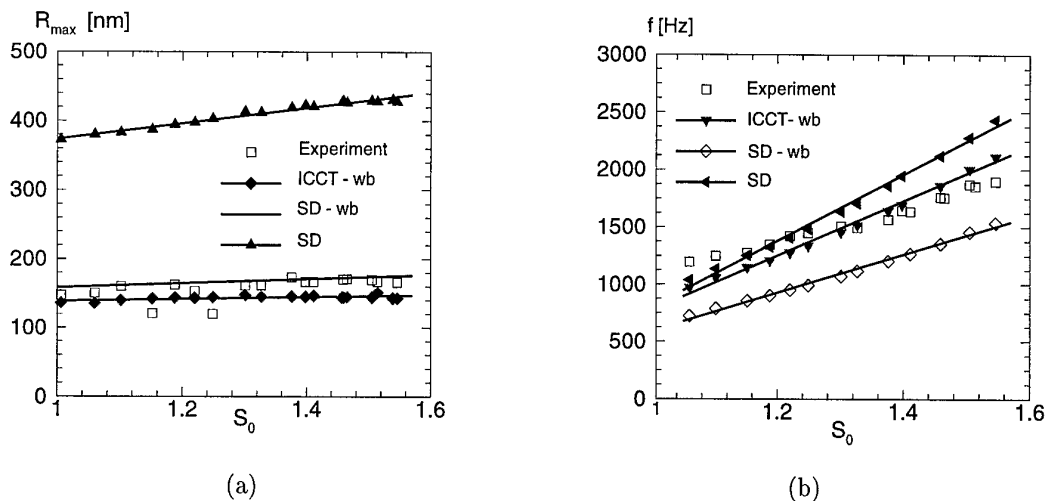 R_max [nm]
500
400
300
200
100
0
1
1.2
1.4
1.6
S_0
Experiment
ICCT - wb
SD - wb
SD
(a)
f [Hz]
3000
2500
2000
1500
1000
500
0
1
1.2
1.4
1.6
S_0
Experiment
ICCT - wb
SD - wb
SD
(b)